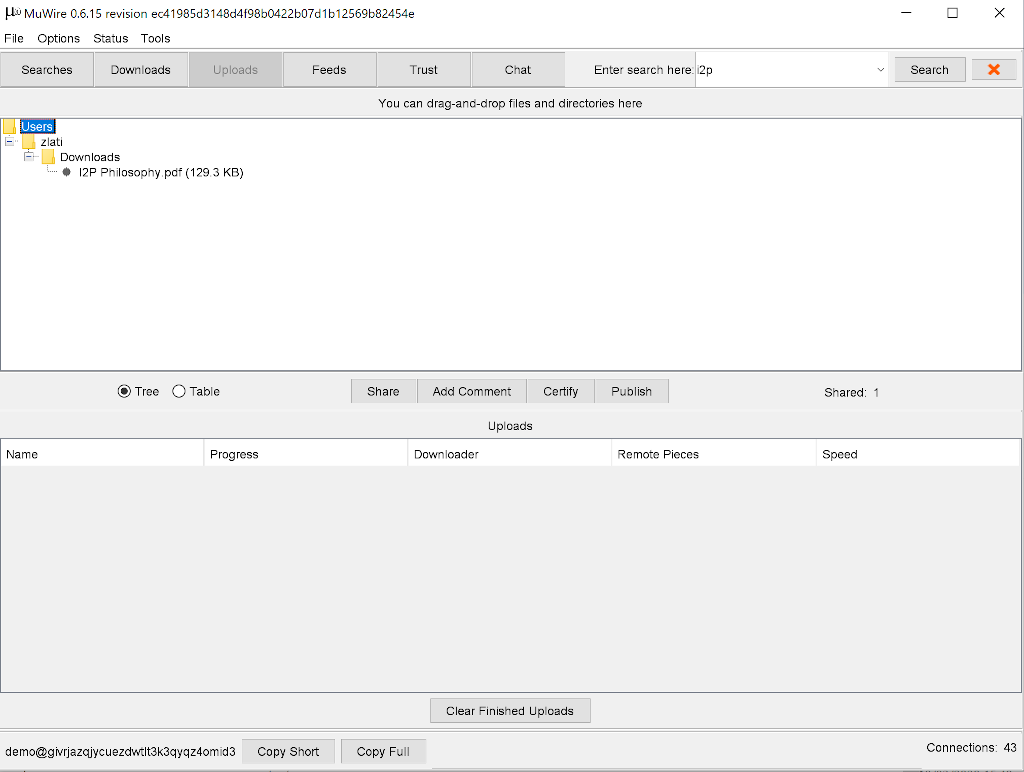 MuWire 0.6.15 revision ec41985d3148d4f98b0422b07d1b12569b82454e
File Options Status Tools
Searches Downloads Uploads Feeds Trust Chat Enter search here: i2p Search
You can drag-and-drop files and directories here
Users
zlati
Downloads
I2P Philosophy.pdf (129.3 KB)
Tree Table Share Add Comment Certify Publish Shared: 1
Uploads
Name Progress Downloader Remote Pieces Speed
Clear Finished Uploads
demo@givrjazqjycuezdwtlt3k3qyqz4omid3 Copy Short Copy Full Connections: 43